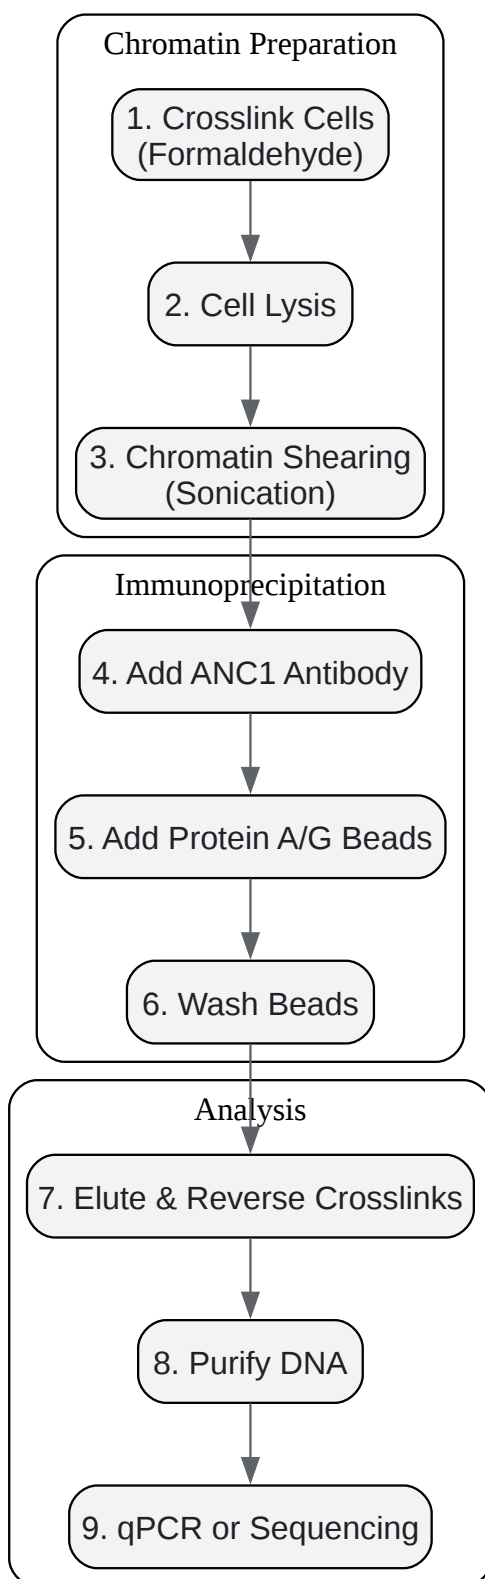 Chromatin Preparation
1. Crosslink Cells
(Formaldehyde)
2. Cell Lysis
3. Chromatin Shearing
(Sonication)
Immunoprecipitation
4. Add ANC1 Antibody
5. Add Protein A/G Beads
6. Wash Beads
Analysis
7. Elute & Reverse Crosslinks
8. Purify DNA
9. qPCR or Sequencing